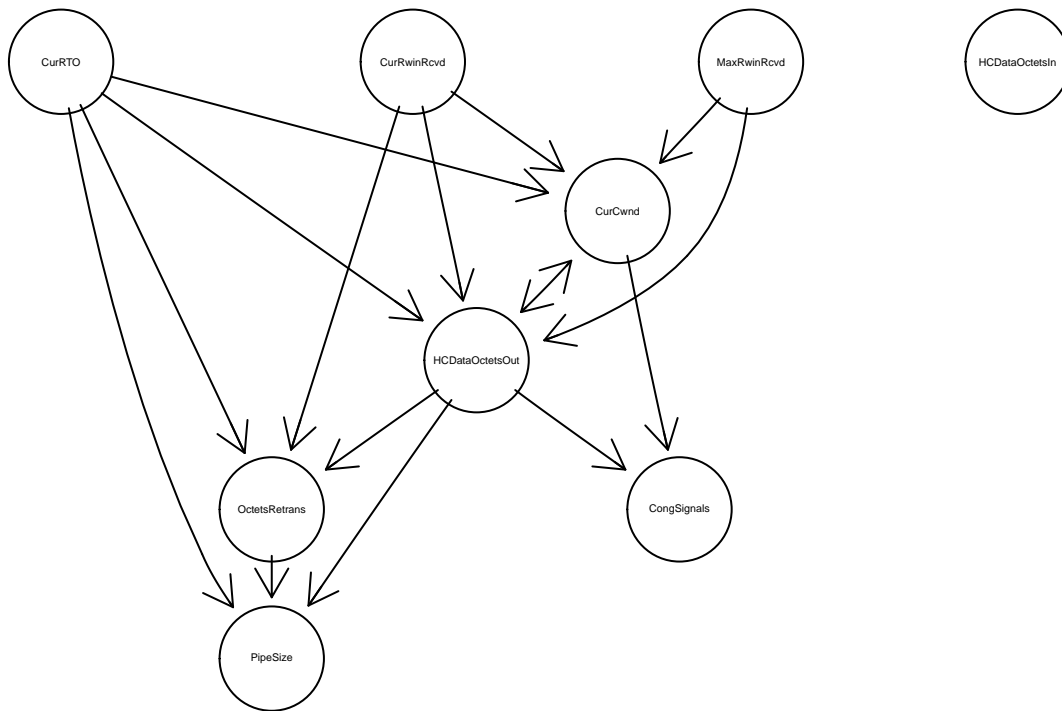 CurRTO
CurRwinRcvd
MaxRwinRcvd
HCDataOctetsIn
CurCwnd
HCDataOctetsOut
OctetsRetrans
CongSignals
PipeSize